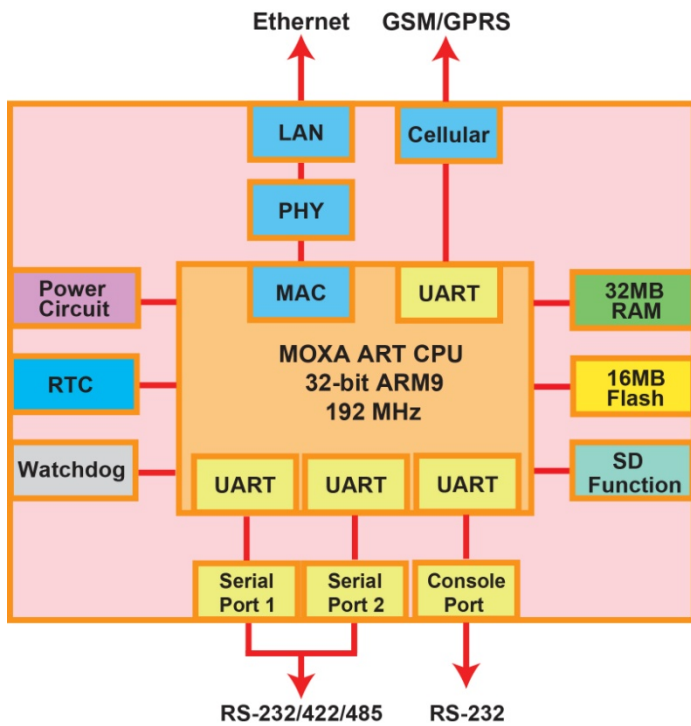 Ethernet
GSM/GPRS
LAN
Cellular
PHY
MAC
UART
Power
Circuit
32MB
RAM
MOXA ART CPU
32-bit ARM9
192 MHz
RTC
16MB
Flash
Watchdog
SD
Function
UART
UART
UART
Serial
Port 1
Serial
Port 2
Console
Port
RS-232/422/485
RS-232